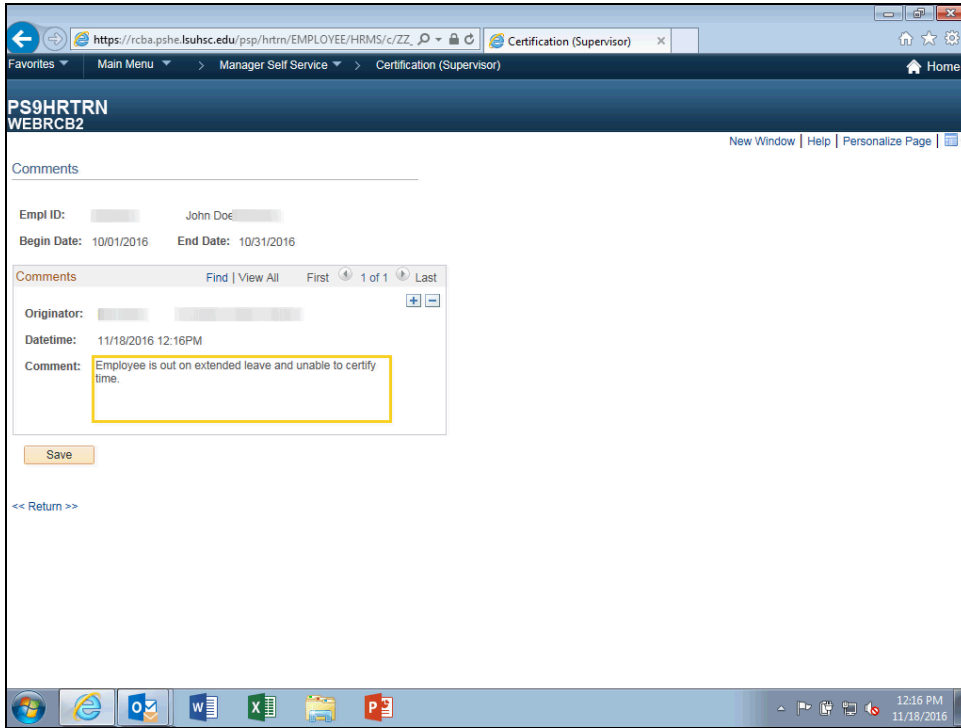 https://rcba.pshe.lsuhsc.edu/psp/hrtrn/EMPLOYEE/HRMS/c/ZZ_
Certification (Supervisor)
Favorites Main Menu > Manager Self Service > Certification (Supervisor) Home
PS9HRTRN
WEBRCB2
New Window | Help | Personalize Page |
Comments
Empl ID: John Doe
Begin Date: 10/01/2016 End Date: 10/31/2016
Comments Find | View All First 1 of 1 Last
Originator:
Datetime: 11/18/2016 12:16PM
Comment: Employee is out on extended leave and unable to certify
time.
Save
<< Return >>
12:16 PM
11/18/2016